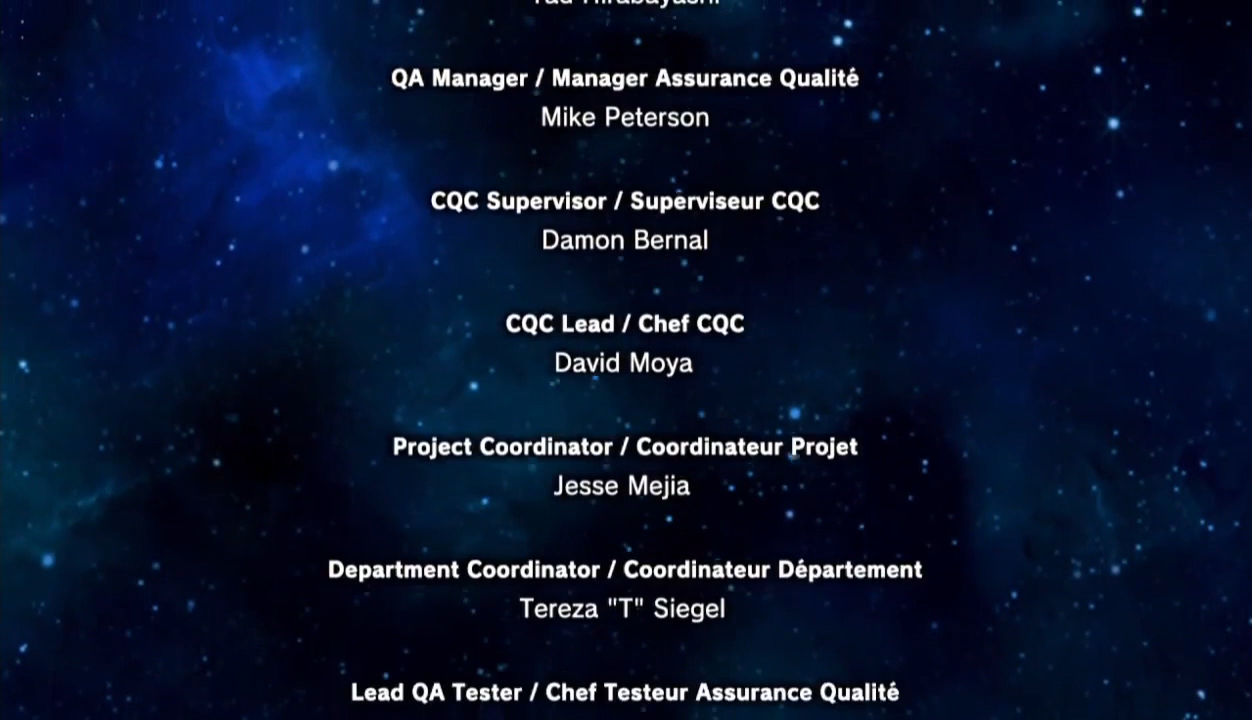 QA Manager / Manager Assurance Qualité
Mike Peterson
CQC Supervisor / Superviseur CQC
Damon Bernal
CQC Lead / Chef CQC
David Moya
Project Coordinator / Coordinateur Projet
Jesse Mejia
Department Coordinator / Coordinateur Département
Tereza "T" Siegel
Lead QA Tester / Chef Testeur Assurance Qualité